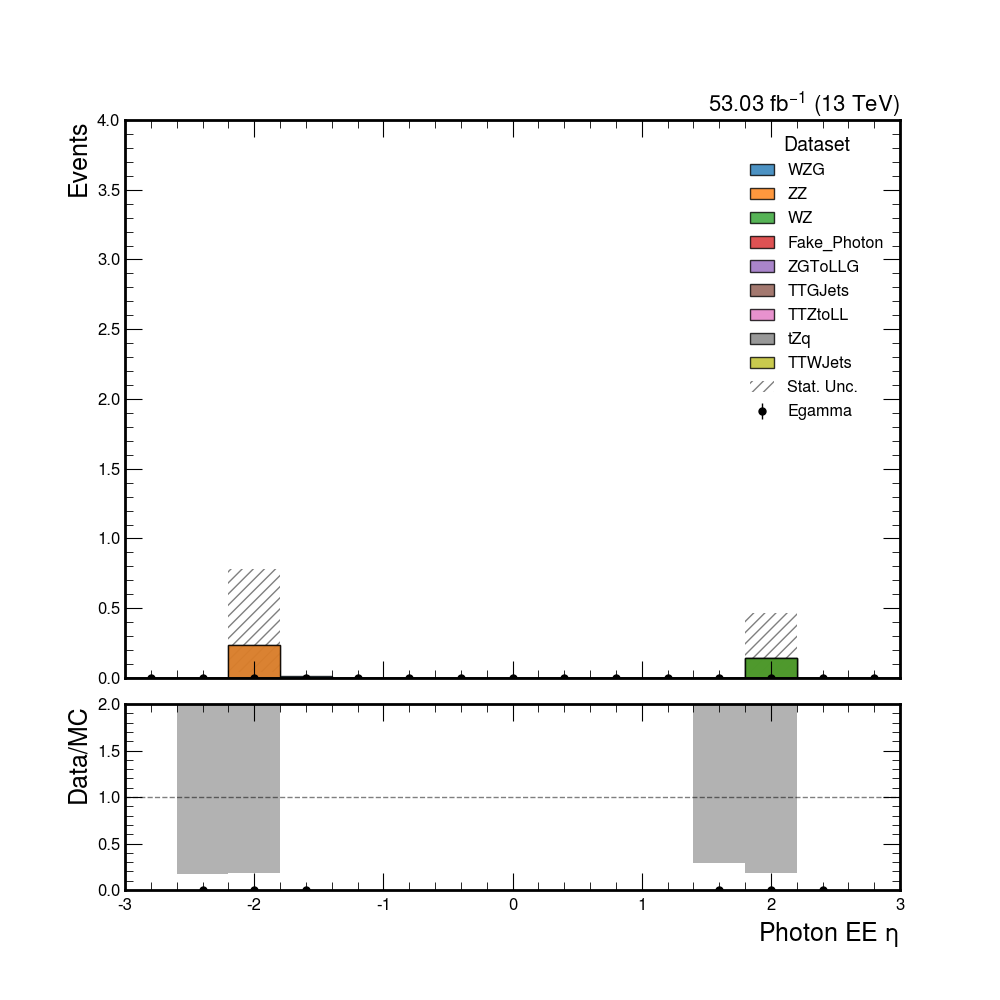 53.03 fb⁻¹ (13 TeV)
Events
4.0
3.5
3.0
2.5
2.0
1.5
1.0
0.5
0.0
Dataset
WZG
ZZ
WZ
Fake_Photon
ZGToLLG
TTGJets
TTZtoLL
tZq
TTWJets
Stat. Unc.
Egamma
Data/MC
2.0
1.5
1.0
0.5
0.0
-3 -2 -1 0 1 2 3
Photon EE η